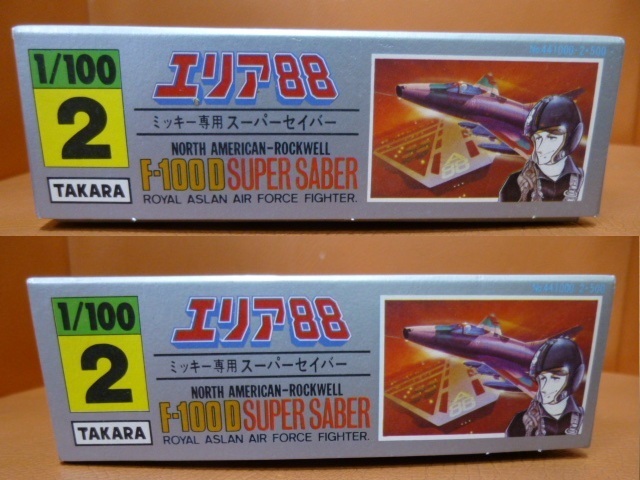 1/100
2
TAKARA
エリア88
ミッキー専用スーパーセイバー
NORTH AMERICAN-ROCKWELL
F-100D SUPER SABER
ROYAL ASLAN AIR FORCE FIGHTER.
88
1/100
2
TAKARA
エリア88
ミッキー専用スーパーセイバー
NORTH AMERICAN-ROCKWELL
F-100D SUPER SABER
ROYAL ASLAN AIR FORCE FIGHTER.
88